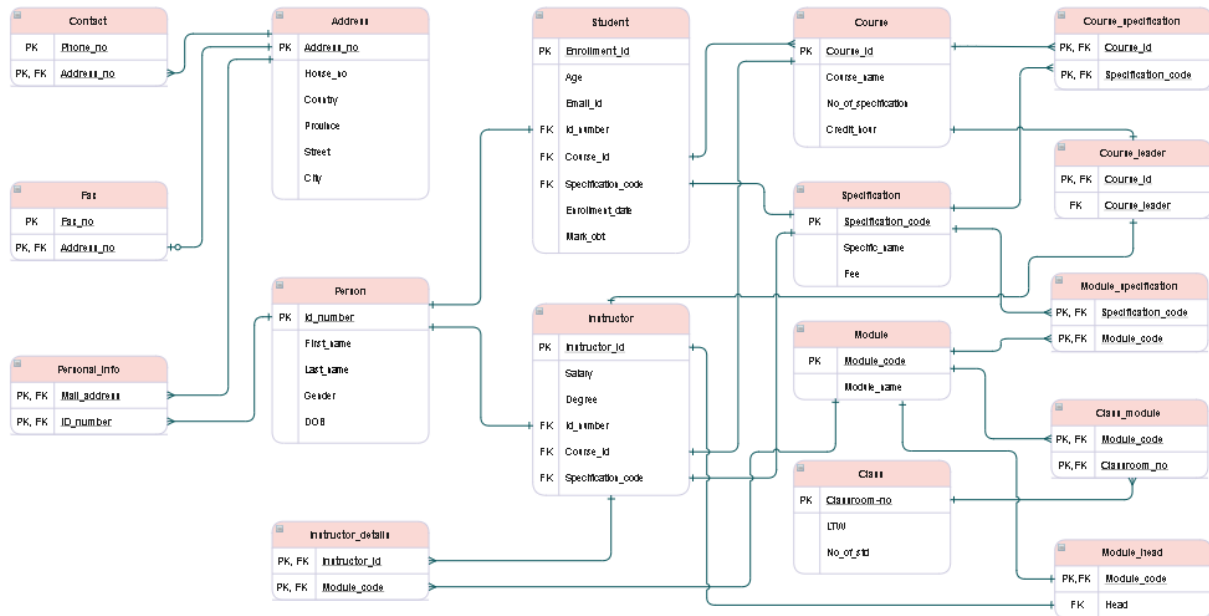 Contact
PK Phone_no
PK, FK Address_no
Address
PK Address_no
House_no
Country
Province
Street
City
Student
PK Enrollment_id
Age
Email_id
FK Id_number
FK Course_id
FK Specification_code
Enrollment_date
Mark_obt
Course
PK Course_id
Course_name
No_of_specification
Credit_hour
Course_specification
PK, FK Course_id
PK, FK Specification_code
Course_leader
PK, FK Course_id
FK Course_leader
Fax
PK Fax_no
PK, FK Address_no
Specification
PK Specification_code
Specific_name
Fee
Person
PK Id_number
First_name
Last_name
Gender
DOB
Instructor
PK Instructor_id
Salary
Degree
FK Id_number
FK Course_id
FK Specification_code
Module_specification
PK, FK Specification_code
PK,FK Module_code
Module
PK Module_code
Module_name
Personal_info
PK, FK Mail_address
PK, FK ID_number
Class_module
PK, FK Module_code
PK,FK Classroom_no
Class
PK Classroom-no
LTW
No_of_std
Instructor_details
PK, FK Instructor_id
PK, FK Module_code
Module_head
PK,FK Module_code
FK Head